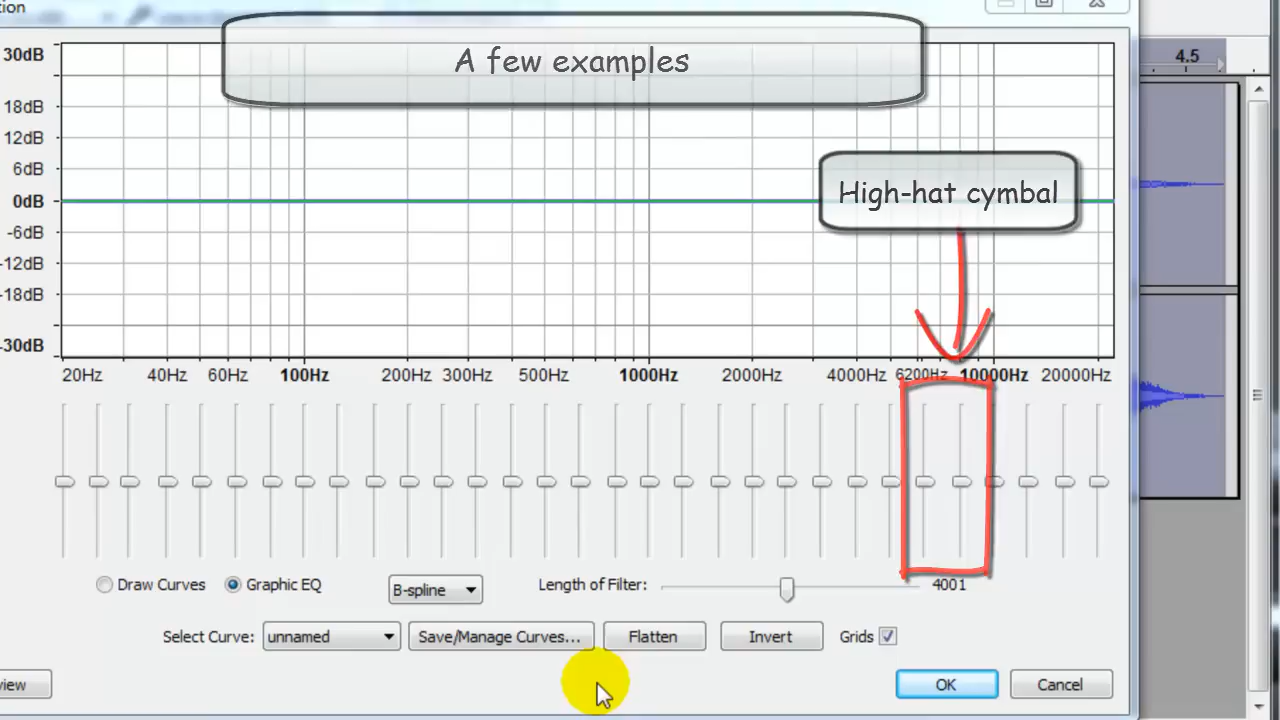 tion
A few examples
30dB
18dB
12dB
6dB
0dB
-6dB
-12dB
-18dB
-30dB
4.5
High-hat cymbal
20Hz 40Hz 60Hz 100Hz 200Hz 300Hz 500Hz 1000Hz 2000Hz 4000Hz 6200Hz 10000Hz 20000Hz
Draw Curves Graphic EQ B-spline Length of Filter: 4001
Select Curve: unnamed Save/Manage Curves... Flatten Invert Grids
view OK Cancel